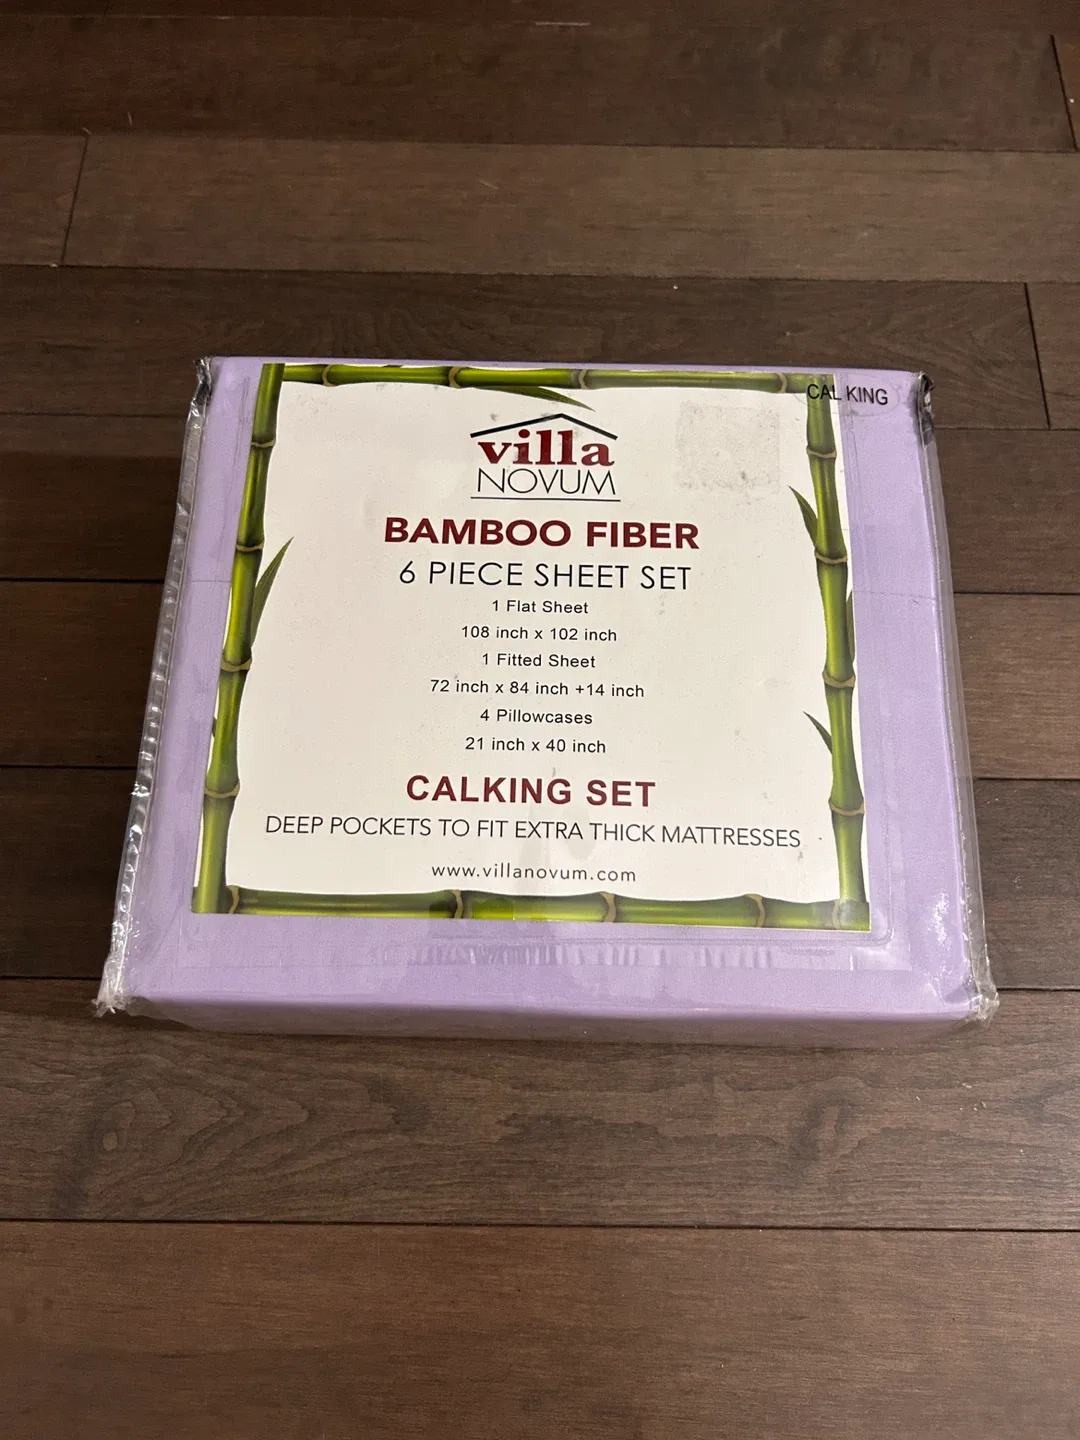 CAL KING
villa
NOVUM
BAMBOO FIBER
6 PIECE SHEET SET
1 Flat Sheet
108 inch x 102 inch
1 Fitted Sheet
72 inch x 84 inch +14 inch
4 Pillowcases
21 inch x 40 inch
CALKING SET
DEEP POCKETS TO FIT EXTRA THICK MATTRESSES
www.villanovum.com